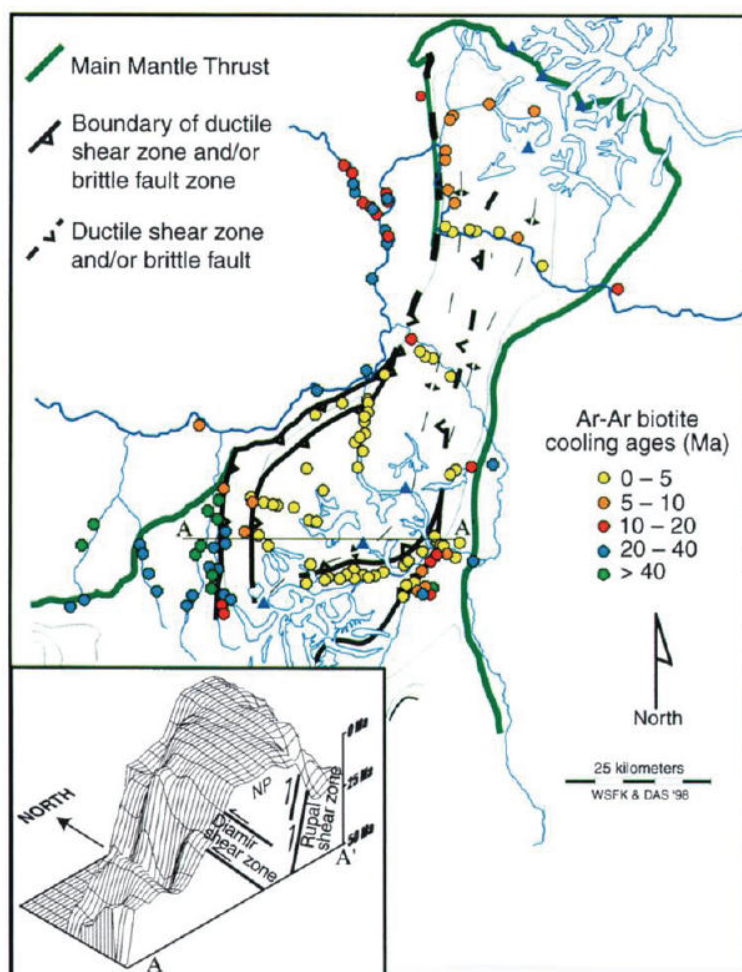 Main Mantle Thrust
Boundary of ductile
shear zone and/or
brittle fault zone
Ductile shear zone
and/or brittle fault
Ar-Ar biotite
cooling ages (Ma)
0 – 5
5 – 10
10 – 20
20 – 40
> 40
A
A
North
25 kilometers
WSFK & DAS '98
NORTH
NP
Diamir
shear zone
Rupal
shear zone
0 Ma
25 Ma
50 Ma
A
A'